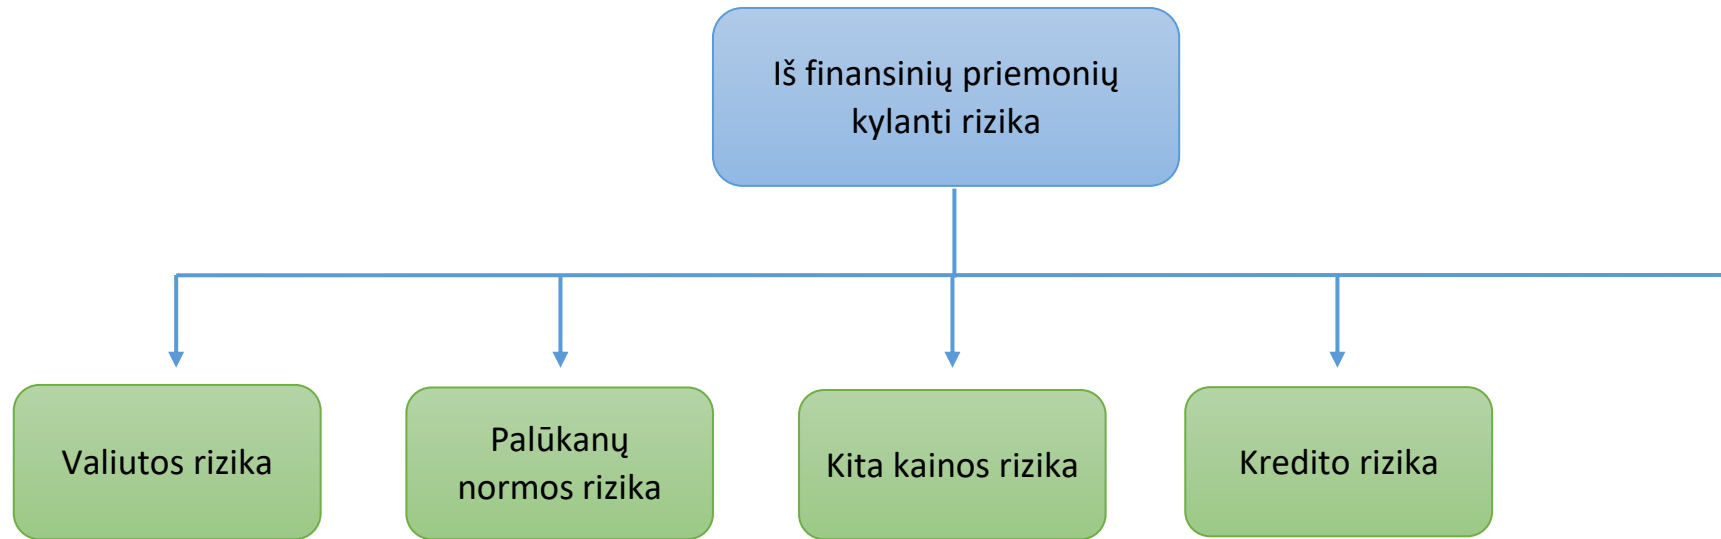 Iš finansinių priemonių
kylanti rizika
Valiutos rizika
Palūkanų
normos rizika
Kita kainos rizika
Kredito rizika